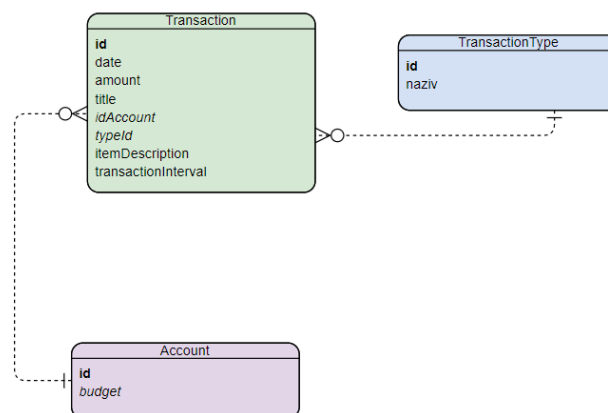 Transaction
id
date
amount
title
idAccount
typeId
itemDescription
transactionInterval
TransactionType
id
naziv
Account
id
budget